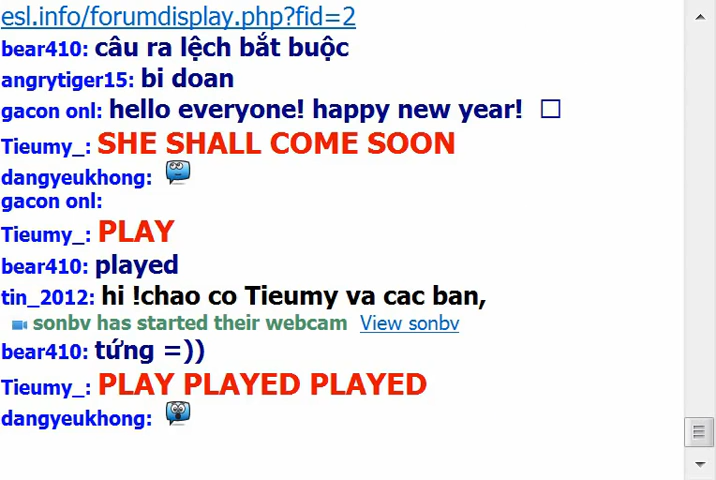 esl.info/forumdisplay.php?fid=2
bear410: câu ra lệch bắt buộc
angrytiger15: bi doan
gacon onl: hello everyone! happy new year!
Tieumy_: SHE SHALL COME SOON
dangyeukhong:
gacon onl:
Tieumy_: PLAY
bear410: played
tin_2012: hi !chao co Tieumy va cac ban,
sonbv has started their webcam View sonbv
bear410: tứng =))
Tieumy_: PLAY PLAYED PLAYED
dangyeukhong: